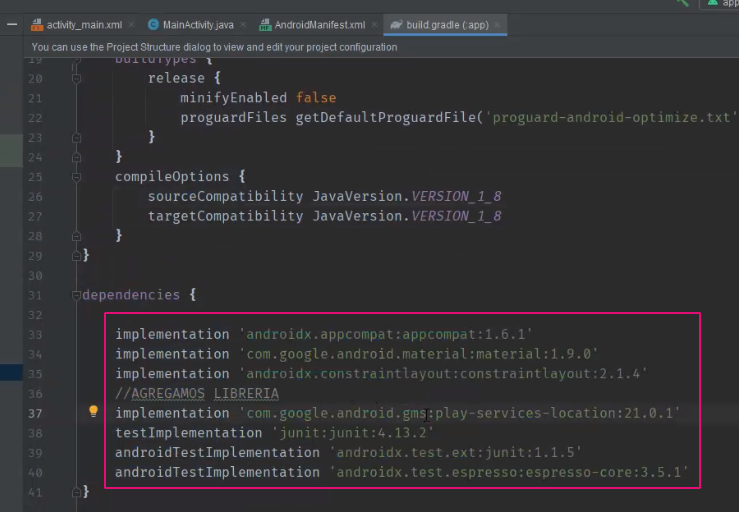 activity_main.xml
MainActivity.java
AndroidManifest.xml
build.gradle (:app)
app
You can use the Project Structure dialog to view and edit your project configuration
19 buildTypes {
20 release {
21 minifyEnabled false
22 proguardFiles getDefaultProguardFile('proguard-android-optimize.txt'
23 }
24 }
25 compileOptions {
26 sourceCompatibility JavaVersion.VERSION_1_8
27 targetCompatibility JavaVersion.VERSION_1_8
28 }
29 }
30
31 dependencies {
32
33 implementation 'androidx.appcompat:appcompat:1.6.1'
34 implementation 'com.google.android.material:material:1.9.0'
35 implementation 'androidx.constraintlayout:constraintlayout:2.1.4'
36 //AGREGAMOS LIBRERIA
37 implementation 'com.google.android.gms:play-services-location:21.0.1'
38 testImplementation 'junit:junit:4.13.2'
39 androidTestImplementation 'androidx.test.ext:junit:1.1.5'
40 androidTestImplementation 'androidx.test.espresso:espresso-core:3.5.1'
41 }